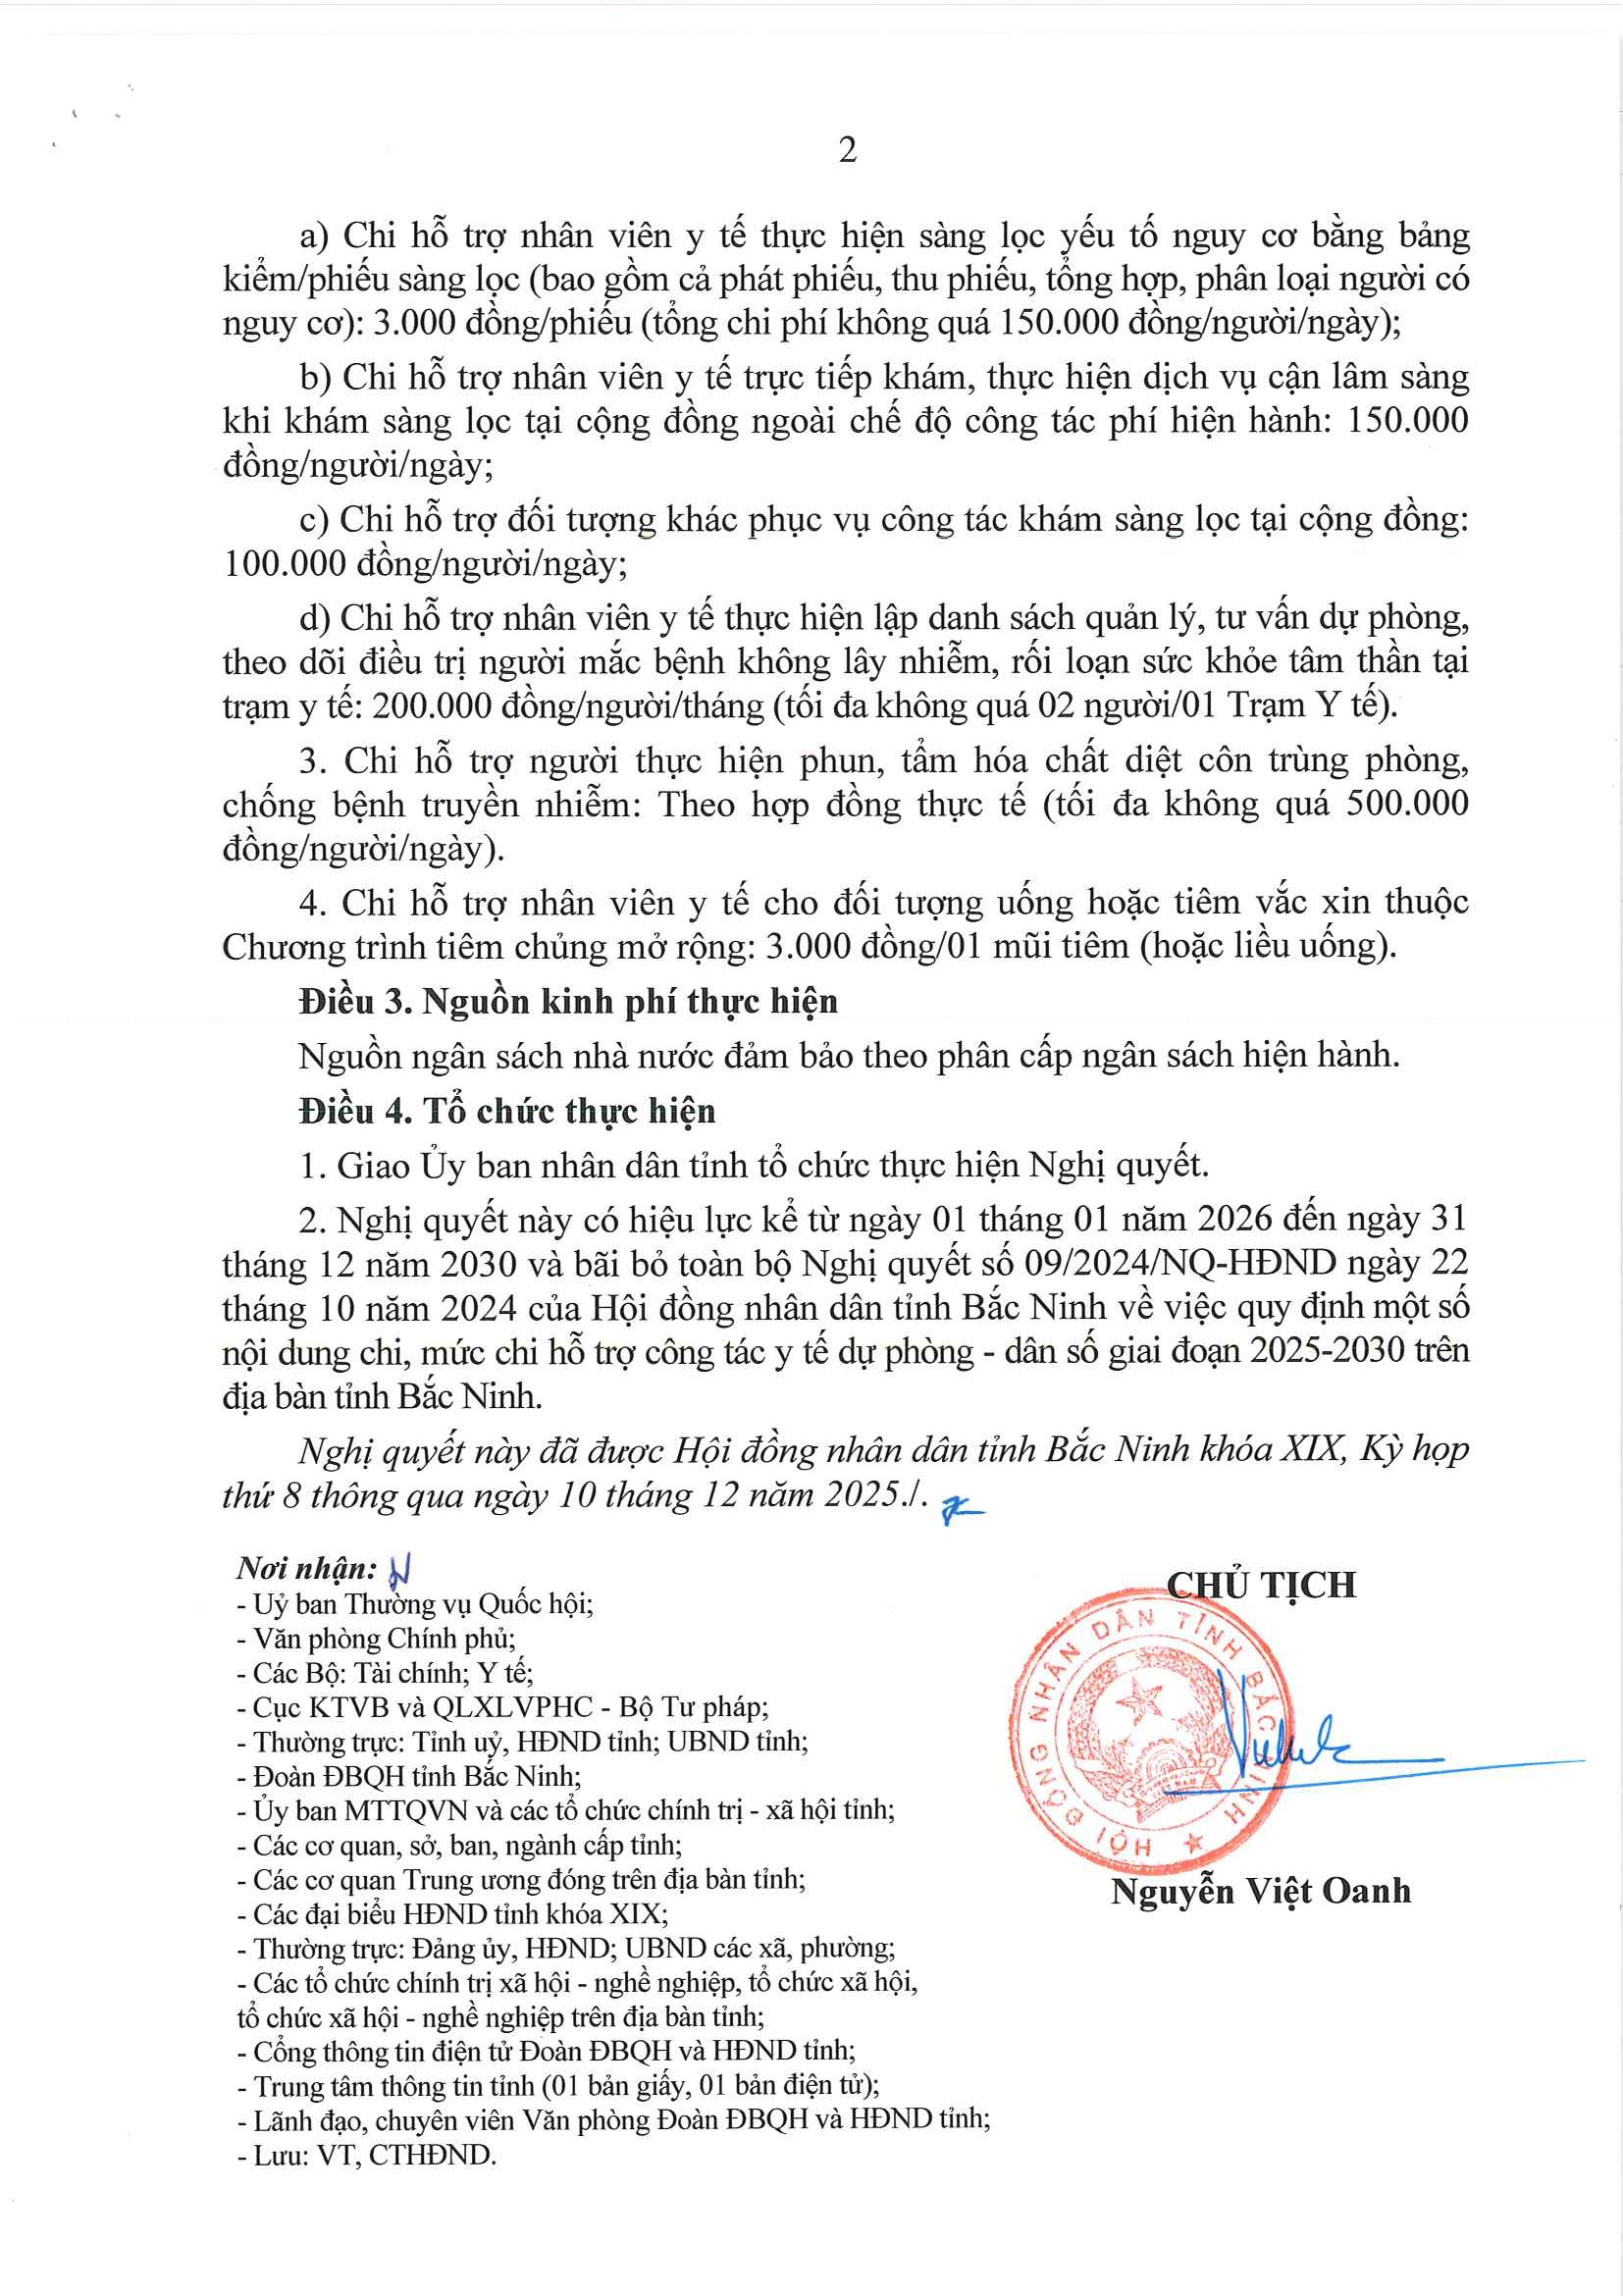 2
a) Chi hỗ trợ nhân viên y tế thực hiện sàng lọc yếu tố nguy cơ bằng bảng
kiểm/phiếu sàng lọc (bao gồm cả phát phiếu, thu phiếu, tổng hợp, phân loại người có
nguy cơ): 3.000 đồng/phiếu (tổng chi phí không quá 150.000 đồng/người/ngày);
b) Chi hỗ trợ nhân viên y tế trực tiếp khám, thực hiện dịch vụ cận lâm sàng
khi khám sàng lọc tại cộng đồng ngoài chế độ công tác phí hiện hành: 150.000
đồng/người/ngày;
c) Chi hỗ trợ đối tượng khác phục vụ công tác khám sàng lọc tại cộng đồng:
100.000 đồng/người/ngày;
d) Chi hỗ trợ nhân viên y tế thực hiện lập danh sách quản lý, tư vấn dự phòng,
theo dõi điều trị người mắc bệnh không lây nhiễm, rối loạn sức khỏe tâm thần tại
trạm y tế: 200.000 đồng/người/tháng (tối đa không quá 02 người/01 Trạm Y tế).
3. Chi hỗ trợ người thực hiện phun, tẩm hóa chất diệt côn trùng phòng,
chống bệnh truyền nhiễm: Theo hợp đồng thực tế (tối đa không quá 500.000
đồng/người/ngày).
4. Chi hỗ trợ nhân viên y tế cho đối tượng uống hoặc tiêm vắc xin thuộc
Chương trình tiêm chủng mở rộng: 3.000 đồng/01 mũi tiêm (hoặc liều uống).
Điều 3. Nguồn kinh phí thực hiện
Nguồn ngân sách nhà nước đảm bảo theo phân cấp ngân sách hiện hành.
Điều 4. Tổ chức thực hiện
1. Giao Ủy ban nhân dân tỉnh tổ chức thực hiện Nghị quyết.
2. Nghị quyết này có hiệu lực kể từ ngày 01 tháng 01 năm 2026 đến ngày 31
tháng 12 năm 2030 và bãi bỏ toàn bộ Nghị quyết số 09/2024/NQ-HĐND ngày 22
tháng 10 năm 2024 của Hội đồng nhân dân tỉnh Bắc Ninh về việc quy định một số
nội dung chi, mức chi hỗ trợ công tác y tế dự phòng - dân số giai đoạn 2025-2030 trên
địa bàn tỉnh Bắc Ninh.
Nghị quyết này đã được Hội đồng nhân dân tỉnh Bắc Ninh khóa XIX, Kỳ họp
thứ 8 thông qua ngày 10 tháng 12 năm 2025./.
Nơi nhận:
- Uỷ ban Thường vụ Quốc hội;
- Văn phòng Chính phủ;
- Các Bộ: Tài chính; Y tế;
- Cục KTVB và QLXLVPHC - Bộ Tư pháp;
- Thường trực: Tỉnh uỷ, HĐND tỉnh; UBND tỉnh;
- Đoàn ĐBQH tỉnh Bắc Ninh;
- Ủy ban MTTQVN và các tổ chức chính trị - xã hội tỉnh;
- Các cơ quan, sở, ban, ngành cấp tỉnh;
- Các cơ quan Trung ương đóng trên địa bàn tỉnh;
- Các đại biểu HĐND tỉnh khóa XIX;
- Thường trực: Đảng ủy, HĐND; UBND các xã, phường;
- Các tổ chức chính trị xã hội - nghề nghiệp, tổ chức xã hội,
tổ chức xã hội - nghề nghiệp trên địa bàn tỉnh;
- Cổng thông tin điện tử Đoàn ĐBQH và HĐND tỉnh;
- Trung tâm thông tin tỉnh (01 bản giấy, 01 bản điện tử);
- Lãnh đạo, chuyên viên Văn phòng Đoàn ĐBQH và HĐND tỉnh;
- Lưu: VT, CTHĐND.
CHỦ TỊCH
HỘI ĐỒNG NHÂN DÂN TỈNH BẮC NINH
Nguyễn Việt Oanh